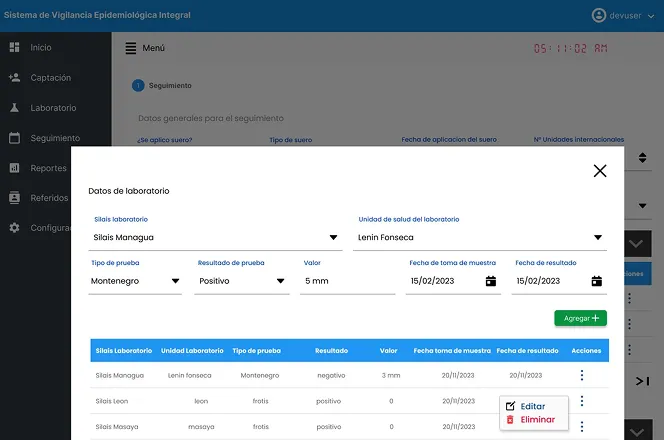 Sistema de Vigilancia Epidemiológica Integral
devuser
Inicio
Menú
05:11:02 AM
Captación
Seguimiento
Laboratorio
Datos generales para el seguimiento
Seguimiento
¿Se aplico suero?
Tipo de suero
Fecha de aplicacion del suero
Nº Unidades internacionales
Reportes
Referidos
Configura
Datos de laboratorio
Silais laboratorio
Unidad de salud del laboratorio
Silais Managua
Lenin Fonseca
Tipo de prueba
Resultado de prueba
Valor
Fecha de toma de muestra
Fecha de resultado
Montenegro
Positivo
5 mm
15/02/2023
15/02/2023
Agregar +
Silais Laboratorio
Unidad Laboratorio
Tipo de prueba
Resultado
Valor
Fecha toma de muestra
Fecha de resultado
Acciones
ciones
Silais Managua
Lenin fonseca
Montenegro
negativo
3 mm
20/11/2023
20/11/2023
Silais Leon
leon
frotis
positivo
0
20/11/2023
Editar
Eliminar
Silais Masaya
masaya
frotis
positivo
0
20/11/2023